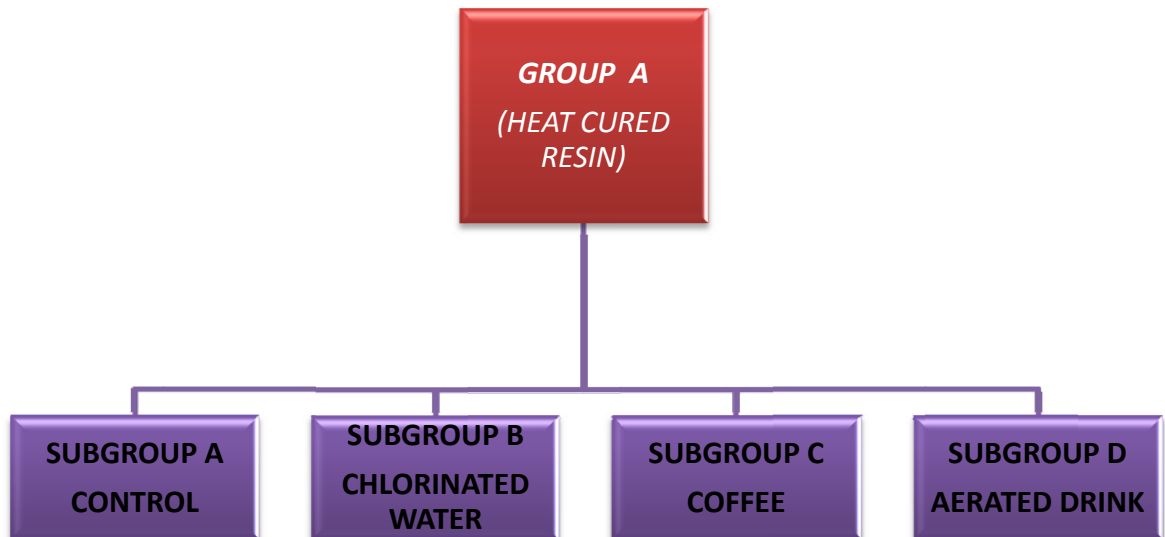 GROUP A
(HEAT CURED
RESIN)
SUBGROUP A
CONTROL
SUBGROUP B
CHLORINATED
WATER
SUBGROUP C
COFFEE
SUBGROUP D
AERATED DRINK